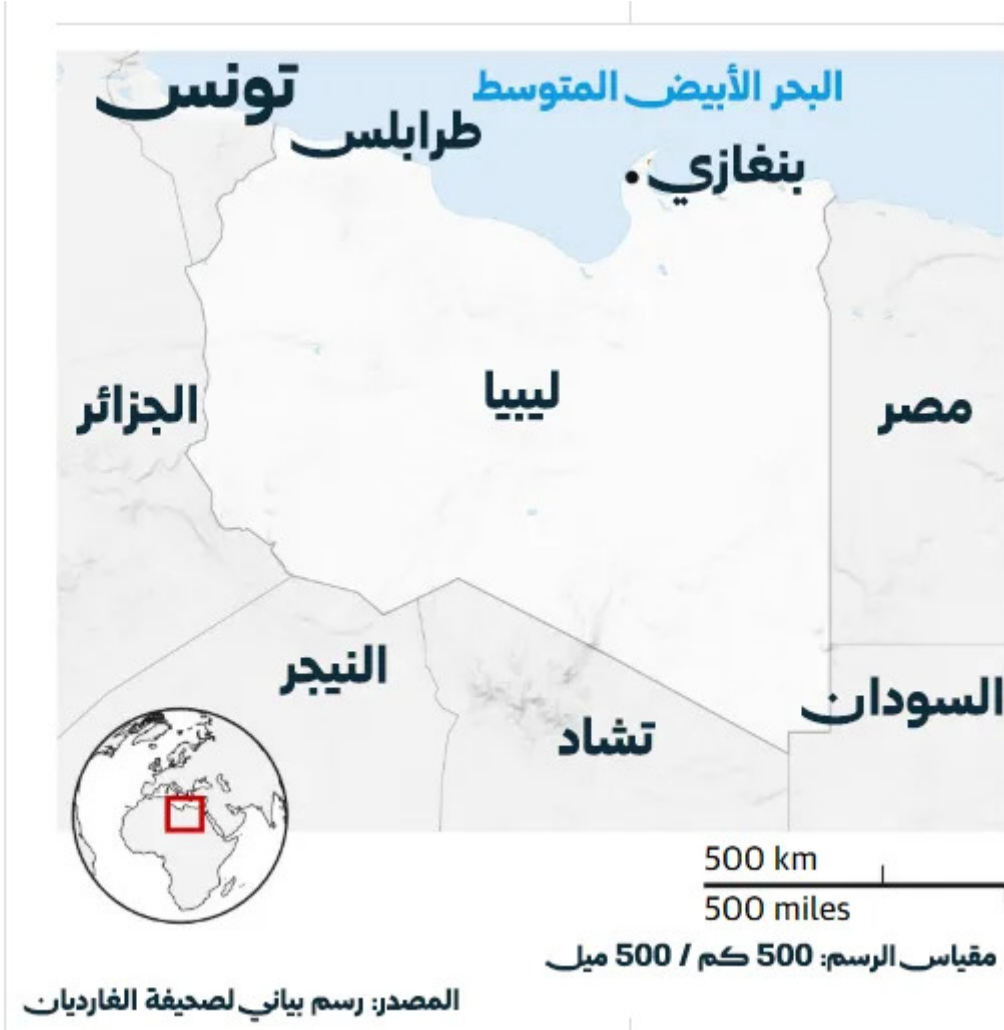 البحر الأبيض المتوسط
تونس
طرابلس
بنغازي
الجزائر
ليبيا
مصر
النيجر
تشاد
السودان
500 km
500 miles
مقياس الرسم: 500 كم / 500 ميل
المصدر: رسم بياني لصحيفة الغارديان